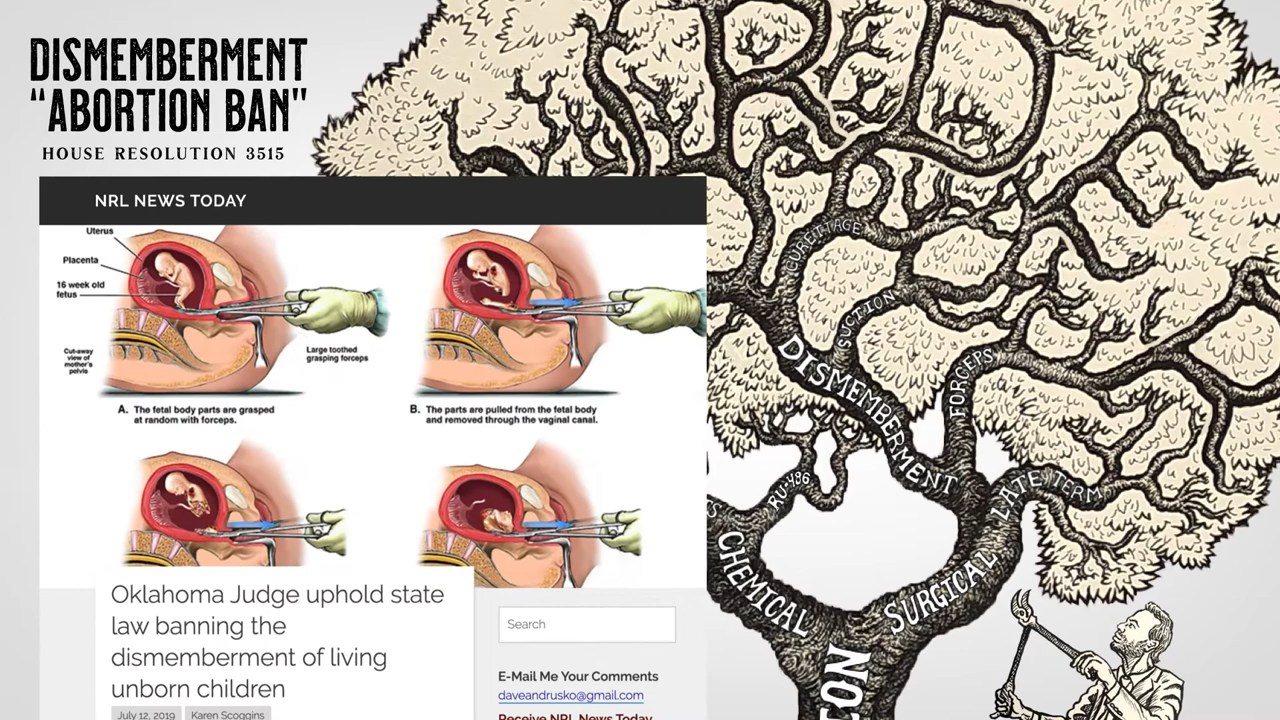 DISMEMBERMENT
“ABORTION BAN"
HOUSE RESOLUTION 3515
NRL NEWS TODAY
Uterus
Placenta
16 week old
fetus
Cut-away
view of
mother's
pelvis
Large toothed
grasping forceps
A. The fetal body parts are grasped
at random with forceps.
B. The parts are pulled from the fetal body
and removed through the vaginal canal.
Oklahoma Judge uphold state
law banning the
dismemberment of living
unborn children
July 12, 2019
Karen Scoggins
Search
E-Mail Me Your Comments
daveandrusko@gmail.com
Receive NRL News Today
CURETTAGE
SUCTION
DISMEMBERMENT
FORCEPS
RU-486
LATE TERM
CHEMICAL
SURGICAL